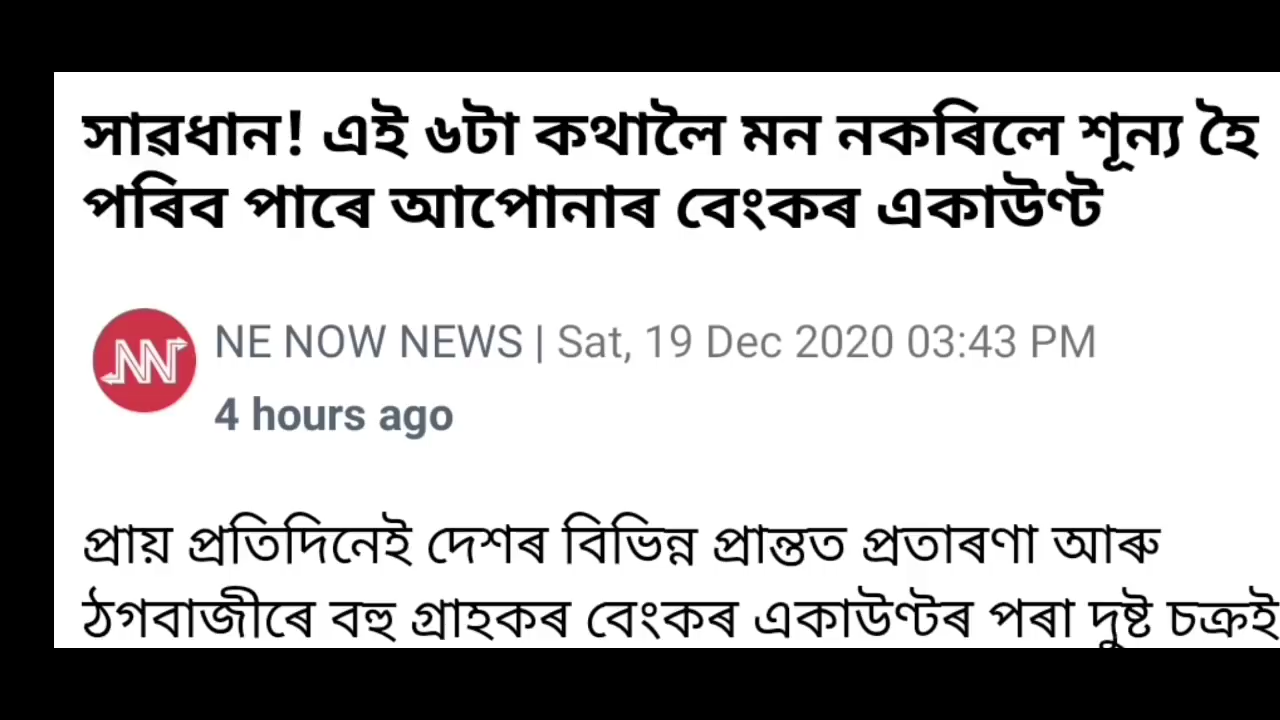 সাৱধান! এই ৬টা কথালৈ মন নকৰিলে শূন্য হৈ
পৰিব পাৰে আপোনাৰ বেংকৰ একাউণ্ট
NE NOW NEWS | Sat, 19 Dec 2020 03:43 PM
4 hours ago
প্ৰায় প্ৰতিদিনেই দেশৰ বিভিন্ন প্ৰান্তত প্ৰতাৰণা আৰু
ঠগবাজীৰে বহু গ্ৰাহকৰ বেংকৰ একাউণ্টৰ পৰা দুষ্ট চক্ৰই